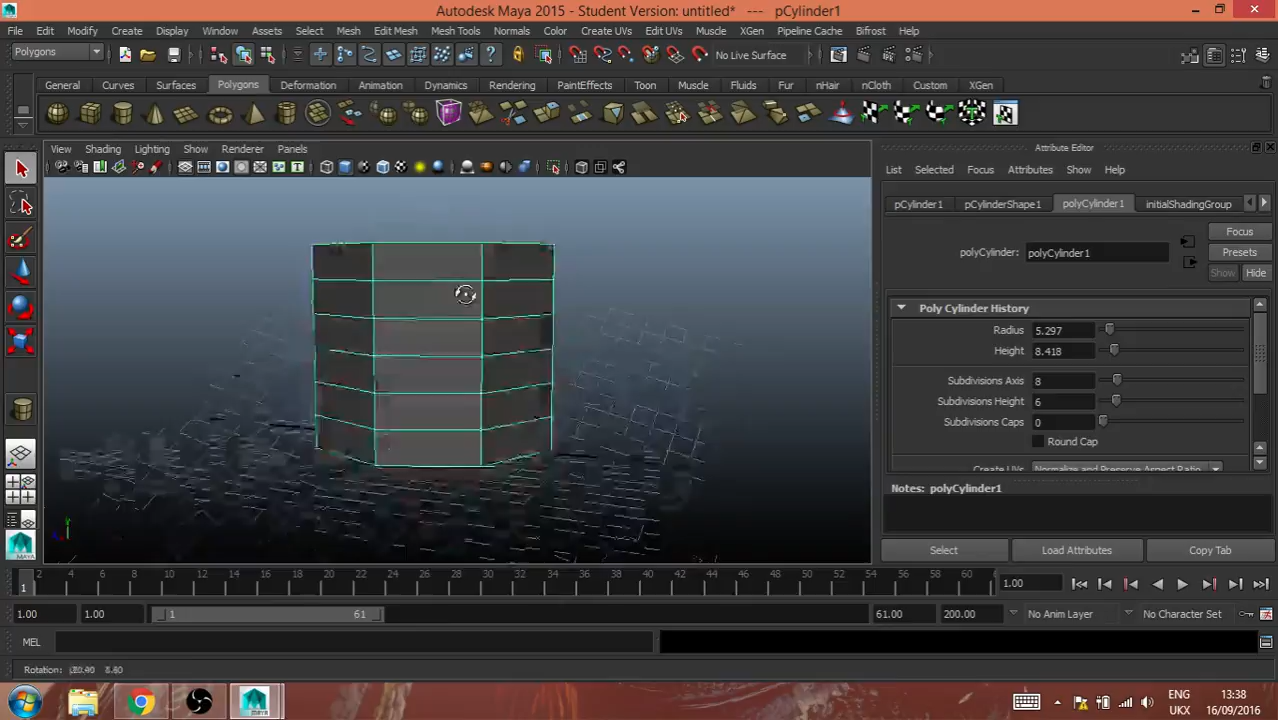 Autodesk Maya 2015 - Student Version: untitled* --- pCylinder1
File Edit Modify Create Display Window Assets Select Mesh Edit Mesh Mesh Tools Normals Color Create UVs Edit UVs Muscle XGen Pipeline Cache Bifrost Help
Polygons No Live Surface
General Curves Surfaces Polygons Deformation Animation Dynamics Rendering PaintEffects Toon Muscle Fluids Fur nHair nCloth Custom XGen
View Shading Lighting Show Renderer Panels
Attribute Editor
List Selected Focus Attributes Show Help
pCylinder1 pCylinderShape1 polyCylinder1 initialShadingGroup
Focus
polyCylinder: polyCylinder1
Presets
Show Hide
Poly Cylinder History
Radius 5.297
Height 8.418
Subdivisions Axis 8
Subdivisions Height 6
Subdivisions Caps 0
Round Cap
Create UVs Normalize and Preserve Aspect Ratio
Notes: polyCylinder1
Select Load Attributes Copy Tab
2 4 6 8 10 12 14 16 18 20 22 24 26 28 30 32 34 36 38 40 42 44 46 48 50 52 54 56 58 60
1 1.00
1.00 1.00 1 61 61.00 200.00 No Anim Layer No Character Set
MEL
Rotation:
ENG 13:38
UKX 16/09/2016